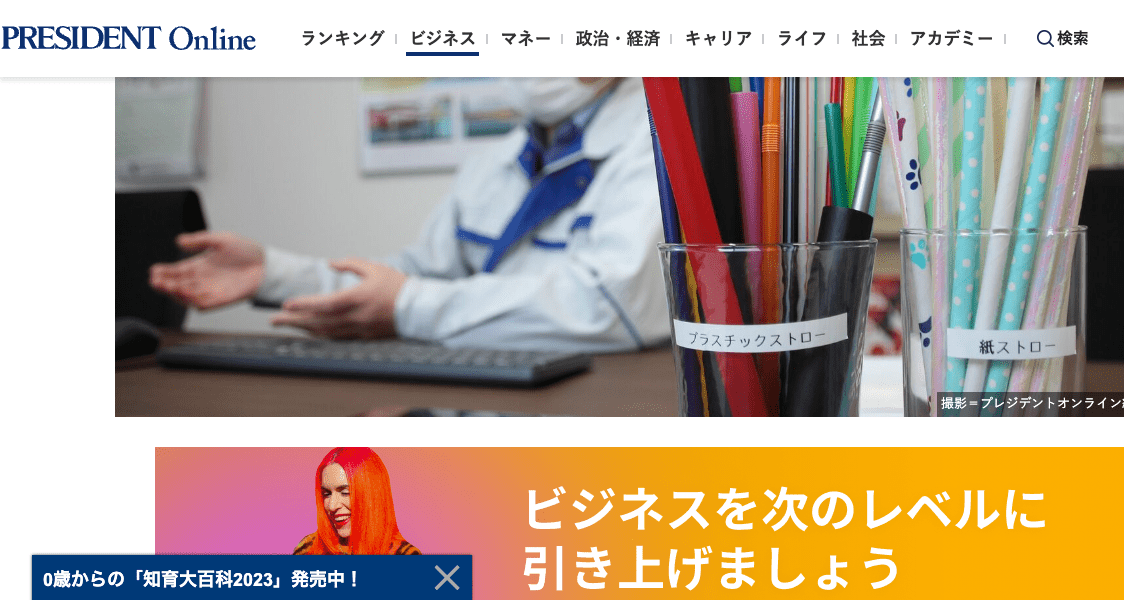 PRESIDENT Online
ランキング ビジネス マネー 政治・経済 キャリア ライフ 社会 アカデミー 検索
プラスチックストロー
紙ストロー
撮影＝プレジデントオンライン
ビジネスを次のレベルに
引き上げましょう
0歳からの「知育大百科2023」発売中！